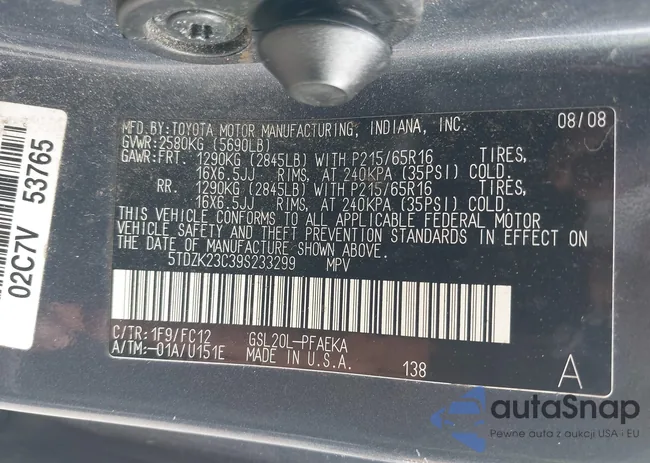 MFD.BY:TOYOTA MOTOR MANUFACTURING, INDIANA, INC. 08/08
GVWR:2580KG (5690LB)
GAWR:FRT. 1290KG (2845LB) WITH P215/65R16 TIRES,
16X6.5JJ RIMS, AT 240KPA (35PSI) COLD.
RR. 1290KG (2845LB) WITH P215/65R16 TIRES,
16X6.5JJ RIMS, AT 240KPA (35PSI) COLD.
THIS VEHICLE CONFORMS TO ALL APPLICABLE FEDERAL MOTOR
VEHICLE SAFETY AND THEFT PREVENTION STANDARDS IN EFFECT ON
THE DATE OF MANUFACTURE SHOWN ABOVE.
5TDZK23C39S233299 MPV
C/TR:1F9/FC12 GSL20L-PFAEKA
A/TM:-01A/U151E MADE IN U.S.A. 138 A
02C7V 53765
autaSnap
Pewne auta z aukcji USA - EU